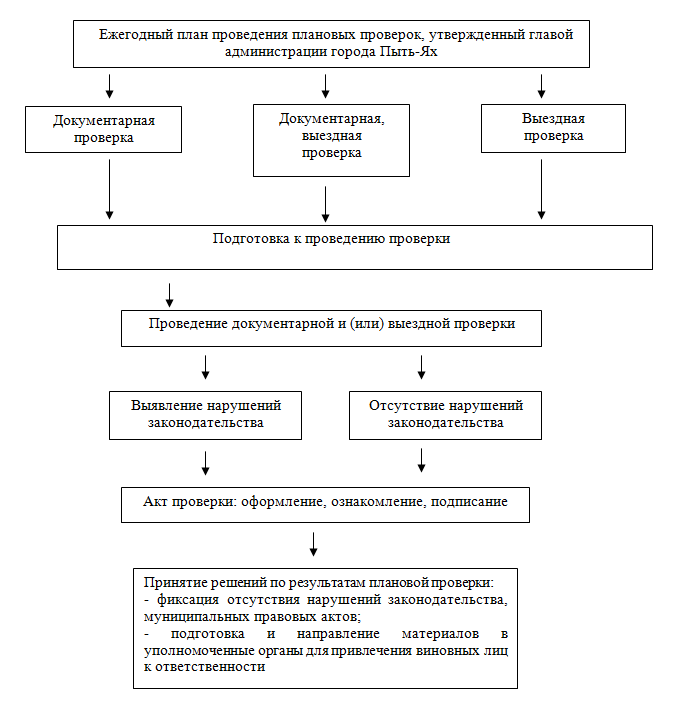 Ежегодный план проведения плановых проверок, утвержденный главой
администрации города Пыть-Ях
Документарная
проверка
Документарная,
выездная
проверка
Выездная
проверка
Подготовка к проведению проверки
Проведение документарной и (или) выездной проверки
Выявление нарушений
законодательства
Отсутствие нарушений
законодательства
Акт проверки: оформление, ознакомление, подписание
Принятие решений по результатам плановой проверки:
- фиксация отсутствия нарушений законодательства,
муниципальных правовых актов;
- подготовка и направление материалов в
уполномоченные органы для привлечения виновных лиц
к ответственности